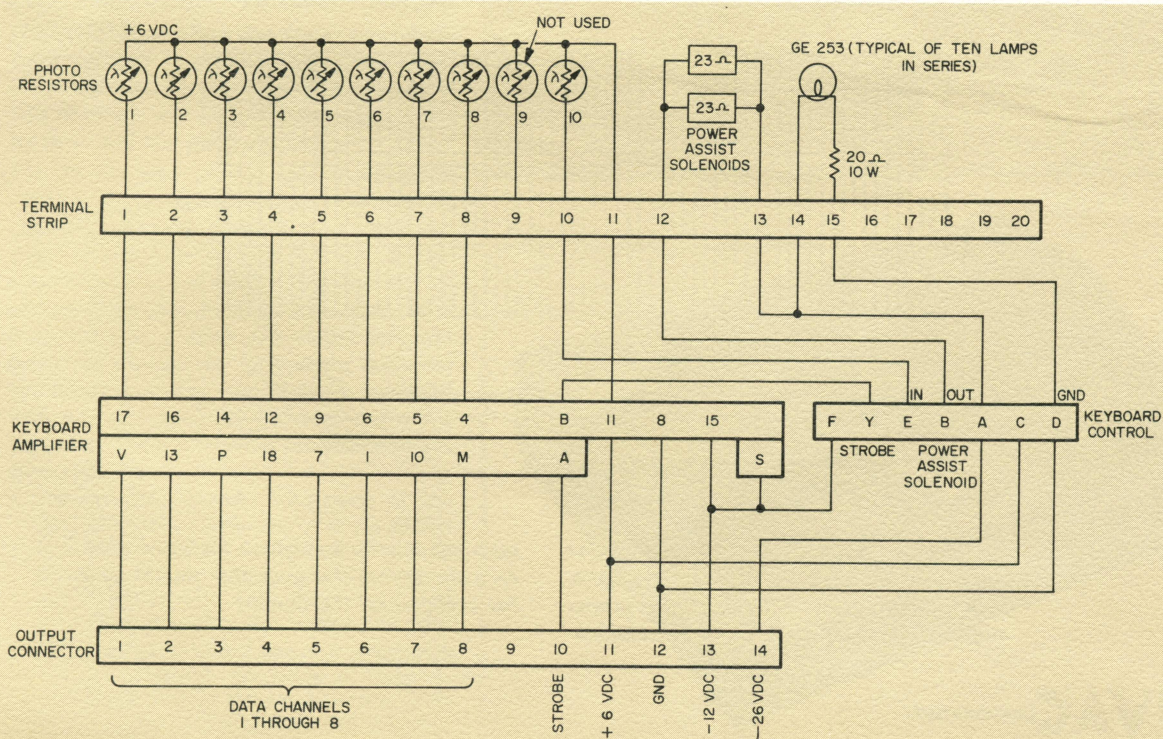 +6 VDC
NOT USED
GE 253 (TYPICAL OF TEN LAMPS
IN SERIES)
PHOTO
RESISTORS
λ λ λ λ λ λ λ λ λ λ
1 2 3 4 5 6 7 8 9 10
23Ω
23Ω
POWER
ASSIST
SOLENOIDS
20Ω
10 W
TERMINAL
STRIP
1 2 3 4 5 6 7 8 9 10 11 12 13 14 15 16 17 18 19 20
IN OUT GND
KEYBOARD
AMPLIFIER
17 16 14 12 9 6 5 4 B 11 8 15
V 13 P 18 7 1 10 M A S
F Y E B A C D
KEYBOARD
CONTROL
STROBE
POWER
ASSIST
SOLENOID
OUTPUT
CONNECTOR
1 2 3 4 5 6 7 8 9 10 11 12 13 14
DATA CHANNELS
1 THROUGH 8
STROBE
+ 6 VDC
GND
-12 VDC
-26 VDC